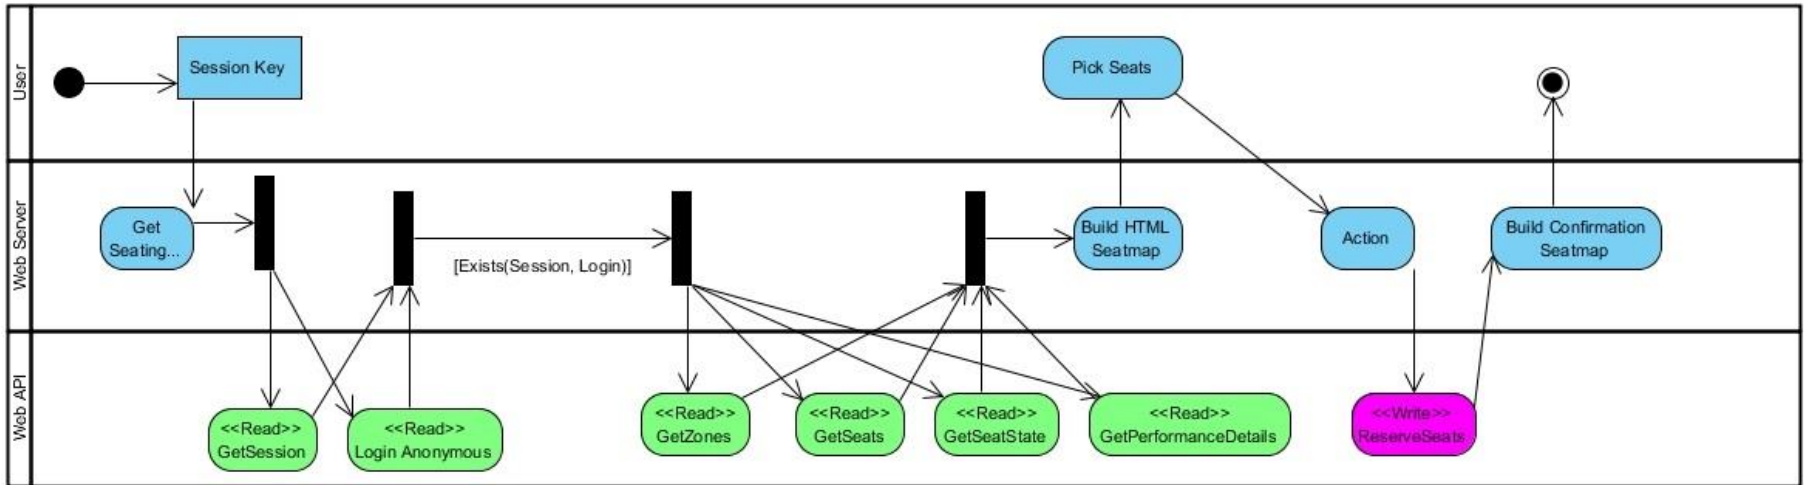 User
Session Key
Pick Seats
Web Server
Get
Seating...
[Exists(Session, Login)]
Build HTML
Seatmap
Action
Build Confirmation
Seatmap
Web API
<<Read>>
GetSession
<<Read>>
Login Anonymous
<<Read>>
GetZones
<<Read>>
GetSeats
<<Read>>
GetSeatState
<<Read>>
GetPerformanceDetails
<<Write>>
ReserveSeats